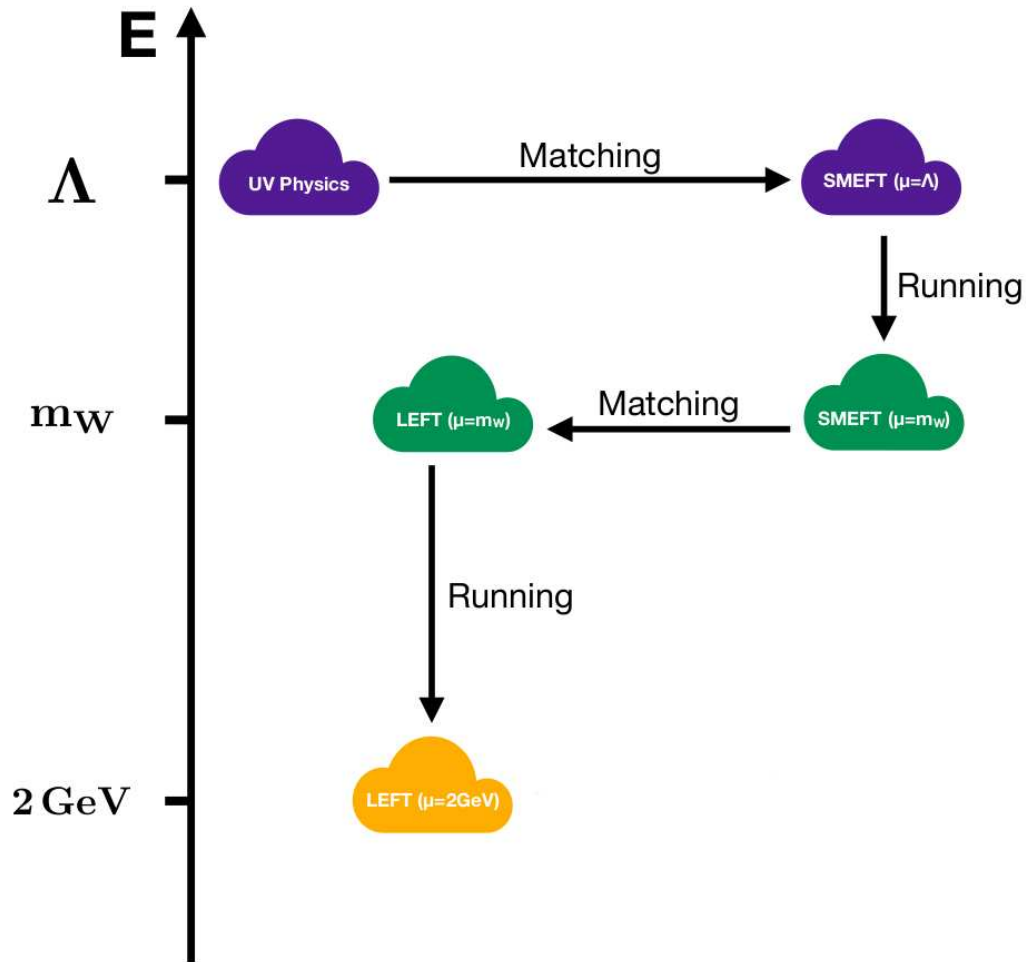 E
Λ
UV Physics
Matching
SMEFT (μ=Λ)
Running
mW
LEFT (μ=mW)
Matching
SMEFT (μ=mW)
Running
2 GeV
LEFT (μ=2GeV)